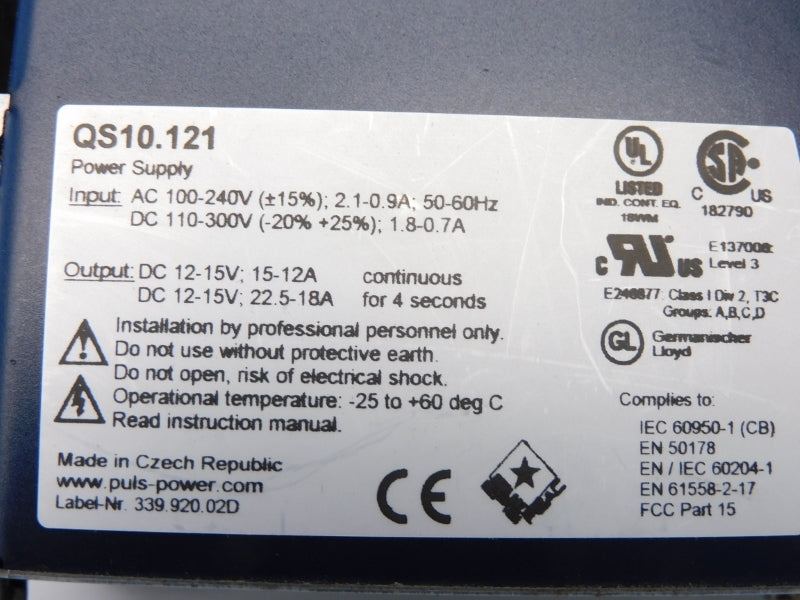 QS10.121
Power Supply
Input: AC 100-240V (±15%); 2.1-0.9A; 50-60Hz
DC 110-300V (-20% +25%); 1.8-0.7A
Output: DC 12-15V; 15-12A continuous
DC 12-15V; 22.5-18A for 4 seconds
Installation by professional personnel only.
Do not use without protective earth.
Do not open, risk of electrical shock.
Operational temperature: -25 to +60 deg C
Read instruction manual.
Made in Czech Republic
www.puls-power.com
Label-Nr. 339.920.02D
CE
UL
LISTED
IND. CONT. EQ.
18WM
SA
C US
182790
C RU US
Level 3
Class I Div 2, T3C
Groups: A,B,C,D
GL Germanischer
Lloyd
Complies to:
IEC 60950-1 (CB)
EN 50178
EN / IEC 60204-1
EN 61558-2-17
FCC Part 15